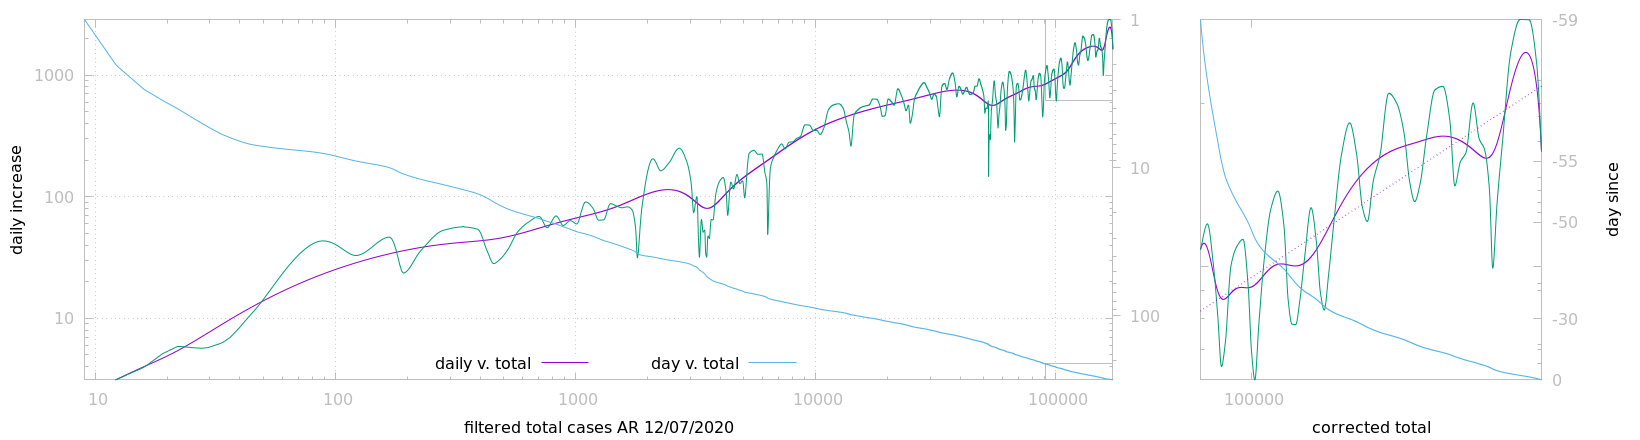 1 -59
1000
daily increase
10 -55
day since
100
-50
10 100 -30
daily v. total day v. total
0
10 100 1000 10000 100000 100000
filtered total cases AR 12/07/2020 corrected total